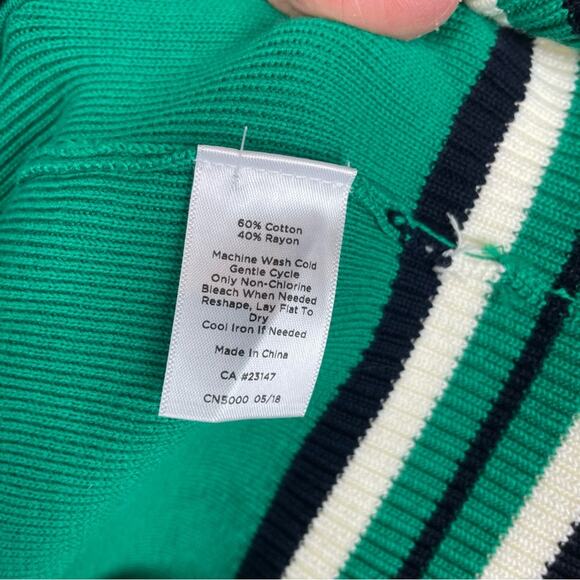 60% Cotton
40% Rayon
Machine Wash Cold
Gentle Cycle
Only Non-Chlorine
Bleach When Needed
Reshape, Lay Flat To
Dry
Cool Iron If Needed
Made In China
CA #23147
CN5000 05/18